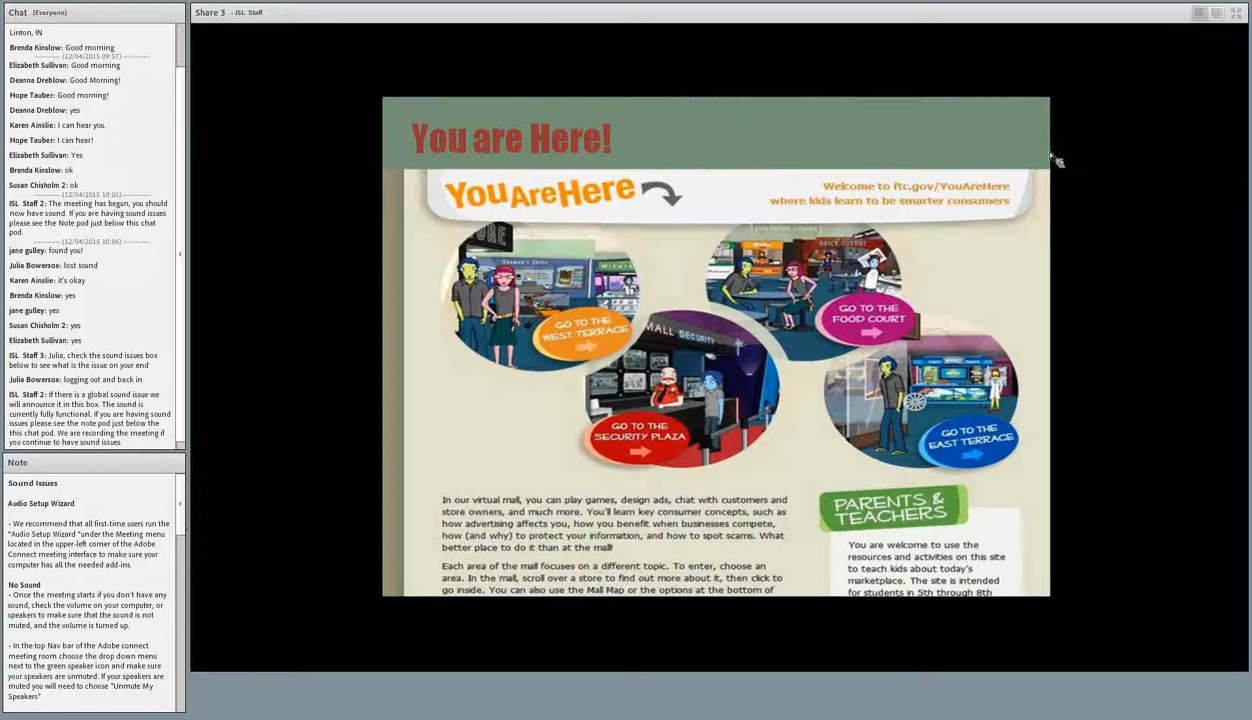 Chat (Everyone)
Linton, IN
Brenda Kinslow: Good morning
----------- (12/04/2015 09:57) -----------
Elizabeth Sullivan: Good morning
Deanna Dreblow: Good Morning!
Hope Tauber: Good morning!
Deanna Dreblow: yes
Karen Ainslie: I can hear you.
Hope Tauber: I can hear!
Elizabeth Sullivan: Yes
Brenda Kinslow: ok
Susan Chisholm 2: ok
----------- (12/04/2015 10:01) -----------
ISL Staff 2: The meeting has begun, you should
now have sound. If you are having sound issues
please see the Note pod just below this chat
pod.
----------- (12/04/2015 10:06) -----------
jane gulley: found you!
Julia Bowersox: lost sound
Karen Ainslie: it's okay
Brenda Kinslow: yes
jane gulley: yes
Susan Chisholm 2: yes
Elizabeth Sullivan: yes
ISL Staff 3: Julia, check the sound issues box
below to see what is the issue on your end
Julia Bowersox: logging out and back in
ISL Staff 2: If there is a global sound issue we
will announce it in this box. The sound is
currently fully functional. If you are having sound
issues please see the note pod just below the
this chat pod. We are recording the meeting if
you continue to have sound issues.
Note
Sound Issues
Audio Setup Wizard
• We recommend that all first-time users run the
"Audio Setup Wizard "under the Meeting menu
located in the upper-left corner of the Adobe
Connect meeting interface to make sure your
computer has all the needed add-ins.
No Sound
• Once the meeting starts if you don't have any
sound, check the volume on your computer, or
speakers to make sure that the sound is not
muted, and the volume is turned up.
• In the top Nav bar of the Adobe connect
meeting room choose the drop down menu
next to the green speaker icon and make sure
your speakers are unmuted. If your speakers are
muted you will need to choose "Unmute My
Speakers"
Share 3 - ISL Staff
You are Here!
You Are Here
Welcome to ftc.gov/YouAreHere
where kids learn to be smarter consumers
GO TO THE
WEST TERRACE
GO TO THE
FOOD COURT
MALL SECURITY
GO TO THE
SECURITY PLAZA
GO TO THE
EAST TERRACE
In our virtual mall, you can play games, design ads, chat with customers and
store owners, and much more. You'll learn key consumer concepts, such as
how advertising affects you, how you benefit when businesses compete,
how (and why) to protect your information, and how to spot scams. What
better place to do it than at the mall!
Each area of the mall focuses on a different topic. To enter, choose an
area. In the mall, scroll over a store to find out more about it, then click to
go inside. You can also use the Mall Map or the options at the bottom of
PARENTS &
TEACHERS
You are welcome to use the
resources and activities on this site
to teach kids about today's
marketplace. The site is intended
for students in 5th through 8th